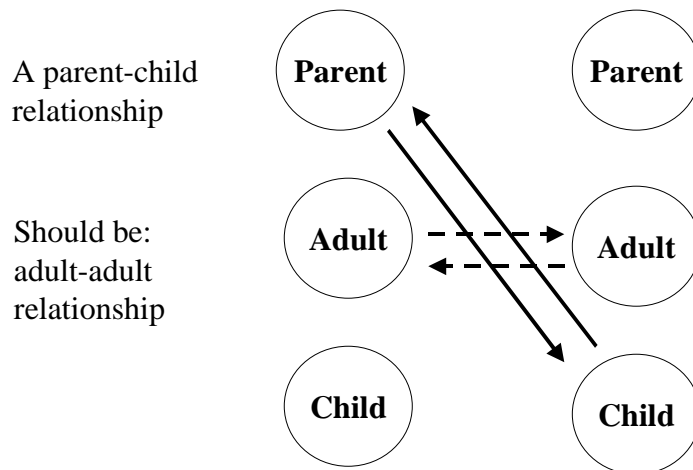 A parent-child
relationship
Parent
Parent
Should be:
adult-adult
relationship
Adult
Adult
Child
Child